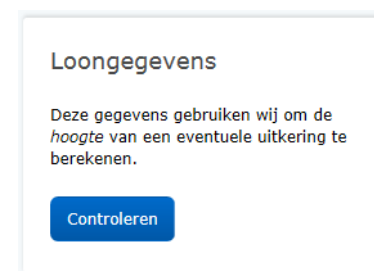 Loongegevens
Deze gegevens gebruiken wij om de
hoogte van een eventuele uitkering te
berekenen.
Controleren